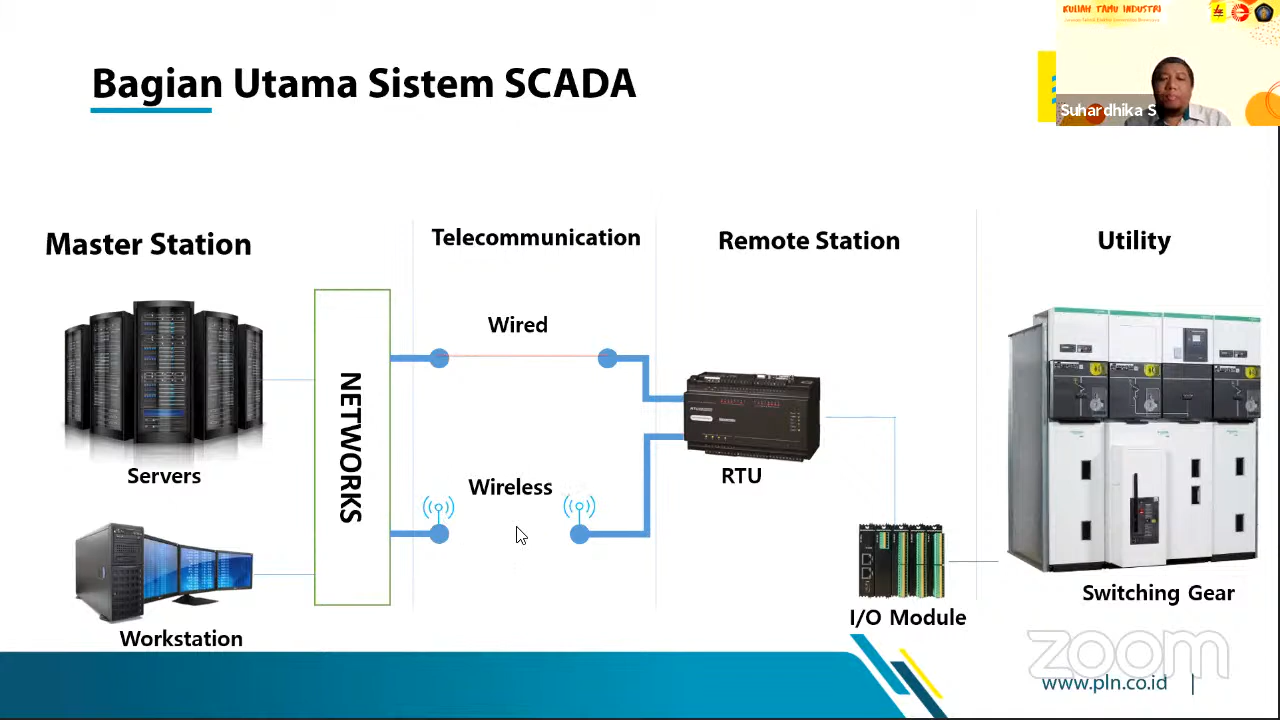 KULIAH TAMU INDUSTRI
Suhardhika S
Bagian Utama Sistem SCADA
Master Station
Telecommunication
Remote Station
Utility
Wired
NETWORKS
Servers
Wireless
RTU
Workstation
I/O Module
Switching Gear
zoom
www.pln.co.id